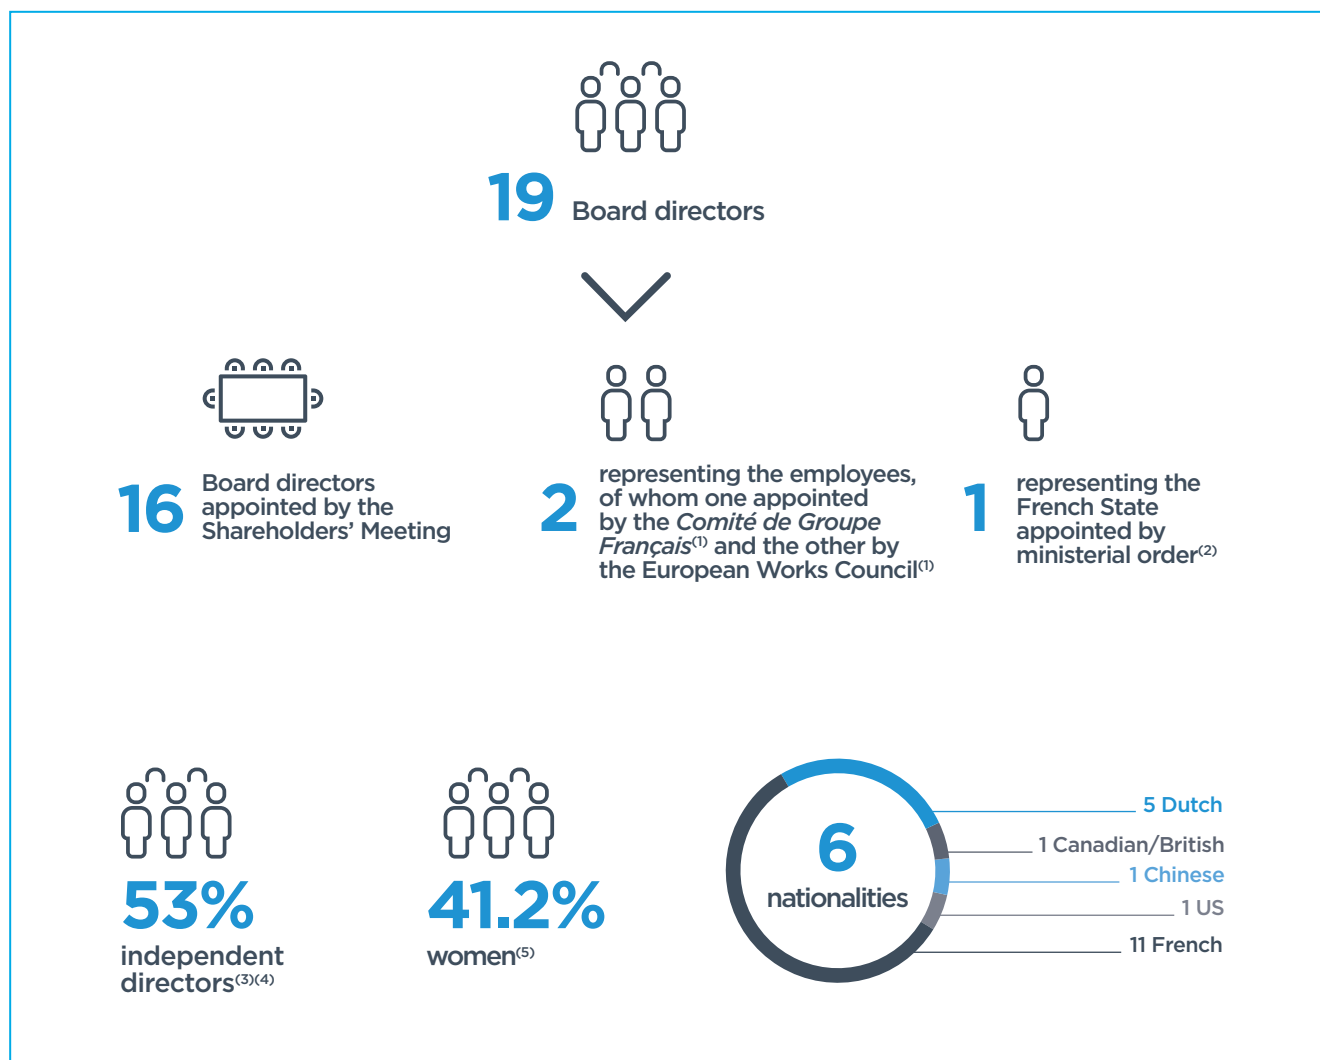 19 Board directors
16
Board directors
appointed by the
Shareholders' Meeting
2
representing the employees,
of whom one appointed
by the Comité de Groupe
Français(1) and the other by
the European Works Council(1)
1
representing the
French State
appointed by
ministerial order(2)
53%
independent
directors(3)(4)
41.2%
women(5)
6
nationalities
5 Dutch
1 Canadian/British
1 Chinese
1 US
11 French